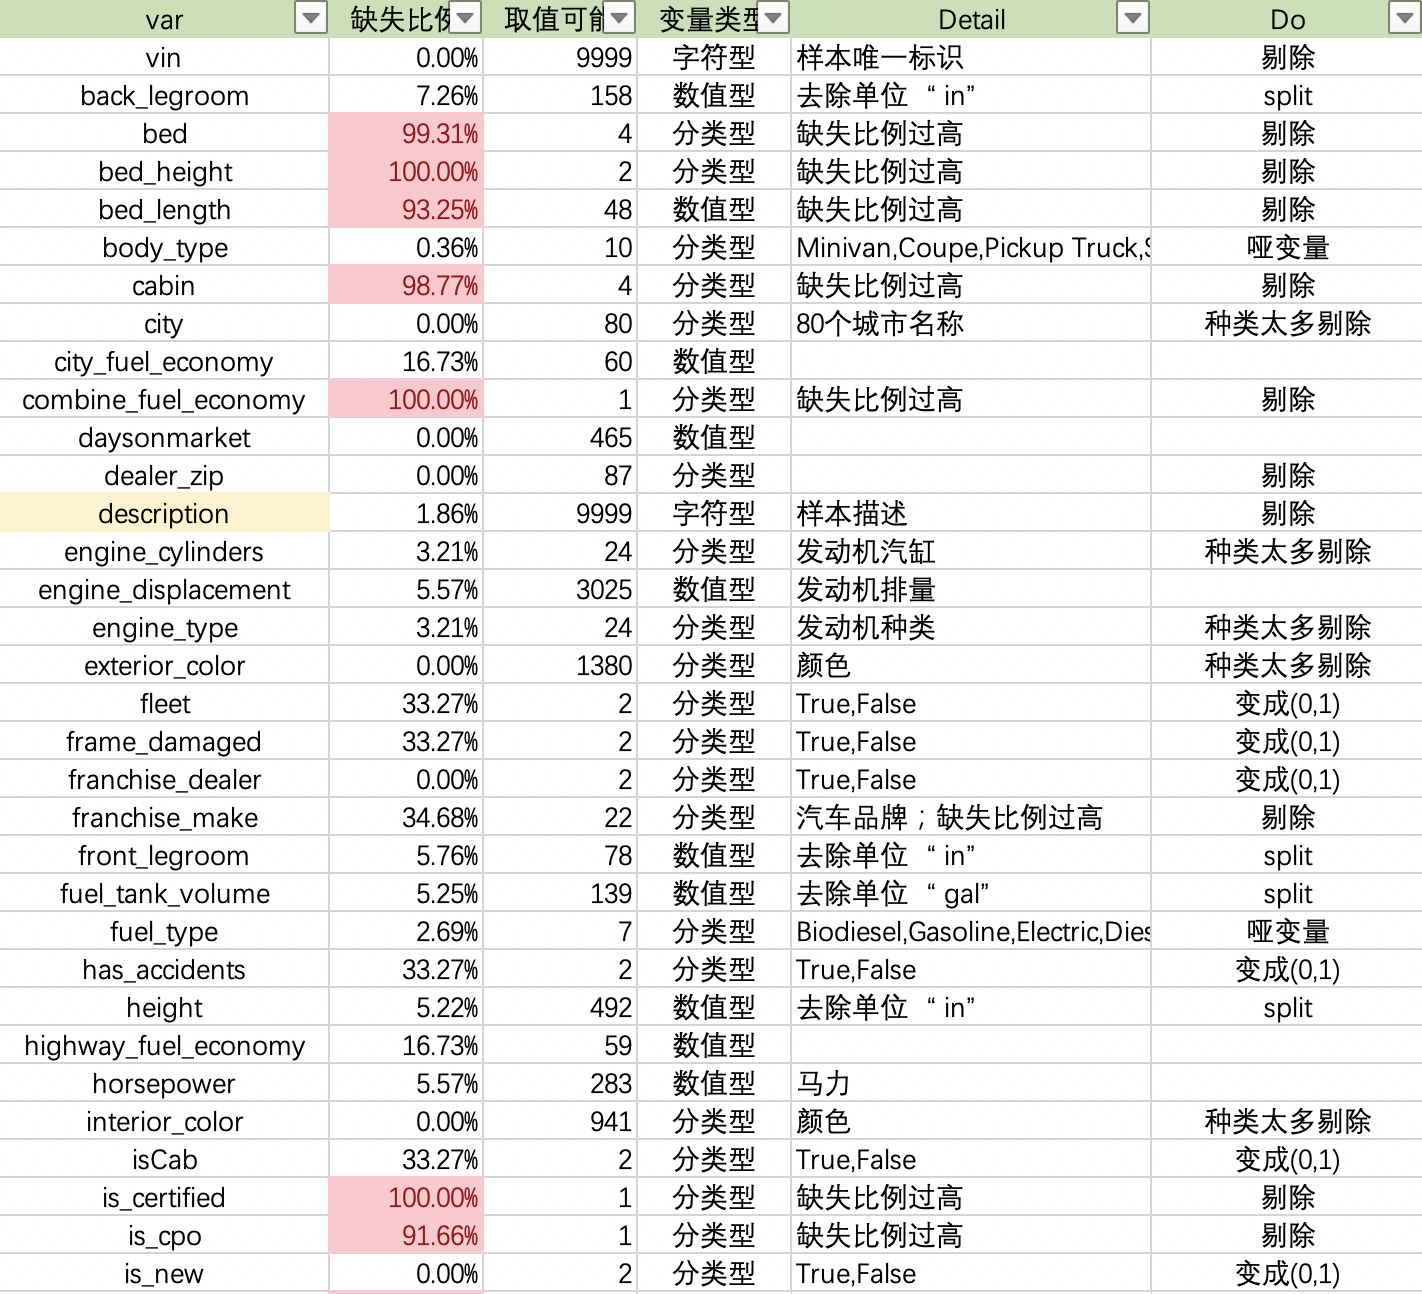 var 缺失比例 取值可能 变量类型 Detail Do
vin 0.00% 9999 字符型 样本唯一标识 剔除
back_legroom 7.26% 158 数值型 去除单位 “ in” split
bed 99.31% 4 分类型 缺失比例过高 剔除
bed_height 100.00% 2 分类型 缺失比例过高 剔除
bed_length 93.25% 48 数值型 缺失比例过高 剔除
body_type 0.36% 10 分类型 Minivan,Coupe,Pickup Truck,S 哑变量
cabin 98.77% 4 分类型 缺失比例过高 剔除
city 0.00% 80 分类型 80个城市名称 种类太多剔除
city_fuel_economy 16.73% 60 数值型
combine_fuel_economy 100.00% 1 分类型 缺失比例过高 剔除
daysonmarket 0.00% 465 数值型
dealer_zip 0.00% 87 分类型 剔除
description 1.86% 9999 字符型 样本描述 剔除
engine_cylinders 3.21% 24 分类型 发动机汽缸 种类太多剔除
engine_displacement 5.57% 3025 数值型 发动机排量
engine_type 3.21% 24 分类型 发动机种类 种类太多剔除
exterior_color 0.00% 1380 分类型 颜色 种类太多剔除
fleet 33.27% 2 分类型 True,False 变成(0,1)
frame_damaged 33.27% 2 分类型 True,False 变成(0,1)
franchise_dealer 0.00% 2 分类型 True,False 变成(0,1)
franchise_make 34.68% 22 分类型 汽车品牌；缺失比例过高 剔除
front_legroom 5.76% 78 数值型 去除单位 “ in” split
fuel_tank_volume 5.25% 139 数值型 去除单位 “ gal” split
fuel_type 2.69% 7 分类型 Biodiesel,Gasoline,Electric,Dies 哑变量
has_accidents 33.27% 2 分类型 True,False 变成(0,1)
height 5.22% 492 数值型 去除单位 “ in” split
highway_fuel_economy 16.73% 59 数值型
horsepower 5.57% 283 数值型 马力
interior_color 0.00% 941 分类型 颜色 种类太多剔除
isCab 33.27% 2 分类型 True,False 变成(0,1)
is_certified 100.00% 1 分类型 缺失比例过高 剔除
is_cpo 91.66% 1 分类型 缺失比例过高 剔除
is_new 0.00% 2 分类型 True,False 变成(0,1)